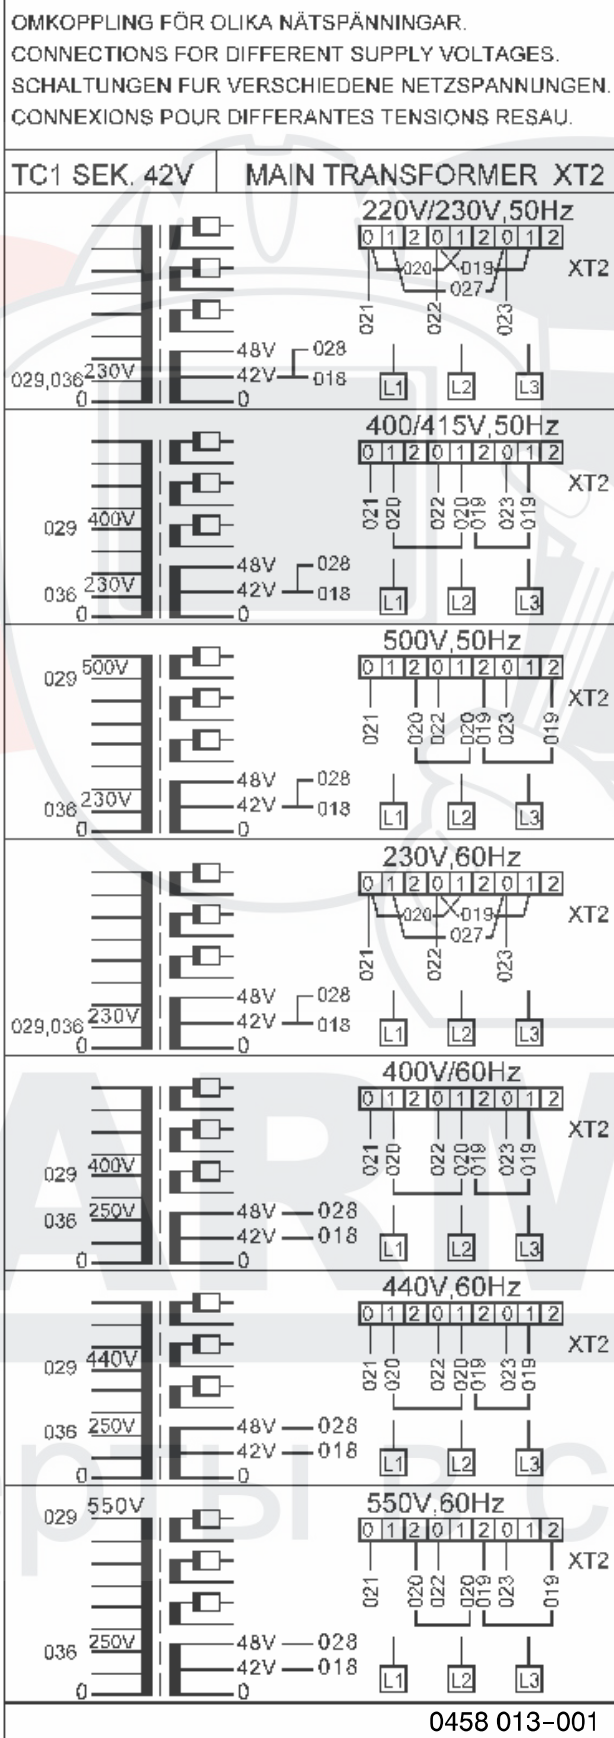 OMKOPPLING FÖR OLIKA NÄTSPÄNNINGAR.
CONNECTIONS FOR DIFFERENT SUPPLY VOLTAGES.
SCHALTUNGEN FUR VERSCHIEDENE NETZSPANNUNGEN.
CONNEXIONS POUR DIFFERANTES TENSIONS RESAU.
TC1 SEK. 42V MAIN TRANSFORMER XT2
220V/230V,50Hz
0 1 2 0 1 2 0 1 2
XT2
020 019
027
021 022 023
48V 028
029,036 230V 42V 018
0 0
L1 L2 L3
400/415V,50Hz
0 1 2 0 1 2 0 1 2
XT2
021 020 022 020 019 023 019
029 400V
48V 028
036 230V 42V 018
0 0
L1 L2 L3
500V,50Hz
0 1 2 0 1 2 0 1 2
029 500V
XT2
021 020 022 020 019 023 019
48V 028
036 230V 42V 018
0 0
L1 L2 L3
230V,60Hz
0 1 2 0 1 2 0 1 2
XT2
020 019
027
021 022 023
48V 028
029,036 230V 42V 018
0 0
L1 L2 L3
400V/60Hz
0 1 2 0 1 2 0 1 2
XT2
021 020 022 020 019 023 019
029 400V
036 250V 48V 028
42V 018
0 0
L1 L2 L3
440V,60Hz
0 1 2 0 1 2 0 1 2
XT2
029 440V
021 020 022 020 019 023 019
036 250V 48V 028
42V 018
0 0
L1 L2 L3
029 550V 550V,60Hz
0 1 2 0 1 2 0 1 2
XT2
021 020 022 020 019 023 019
036 250V 48V 028
42V 018
0 0
L1 L2 L3
0458 013-001
ARM
рты в с